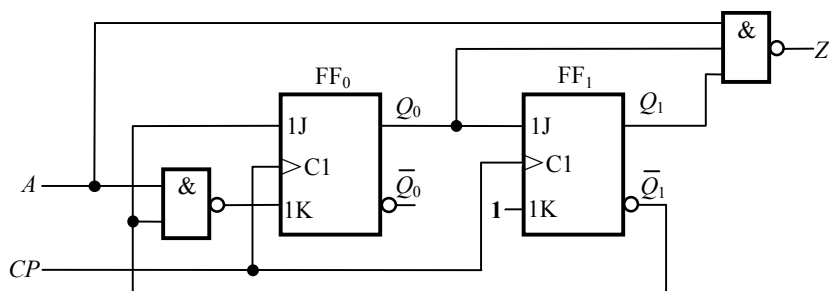 &
Z
FF₀
FF₁
Q₀
Q₁
1J
1J
C1
C1
&
A
Q̅₀
Q̅₁
1K
1
1K
CP